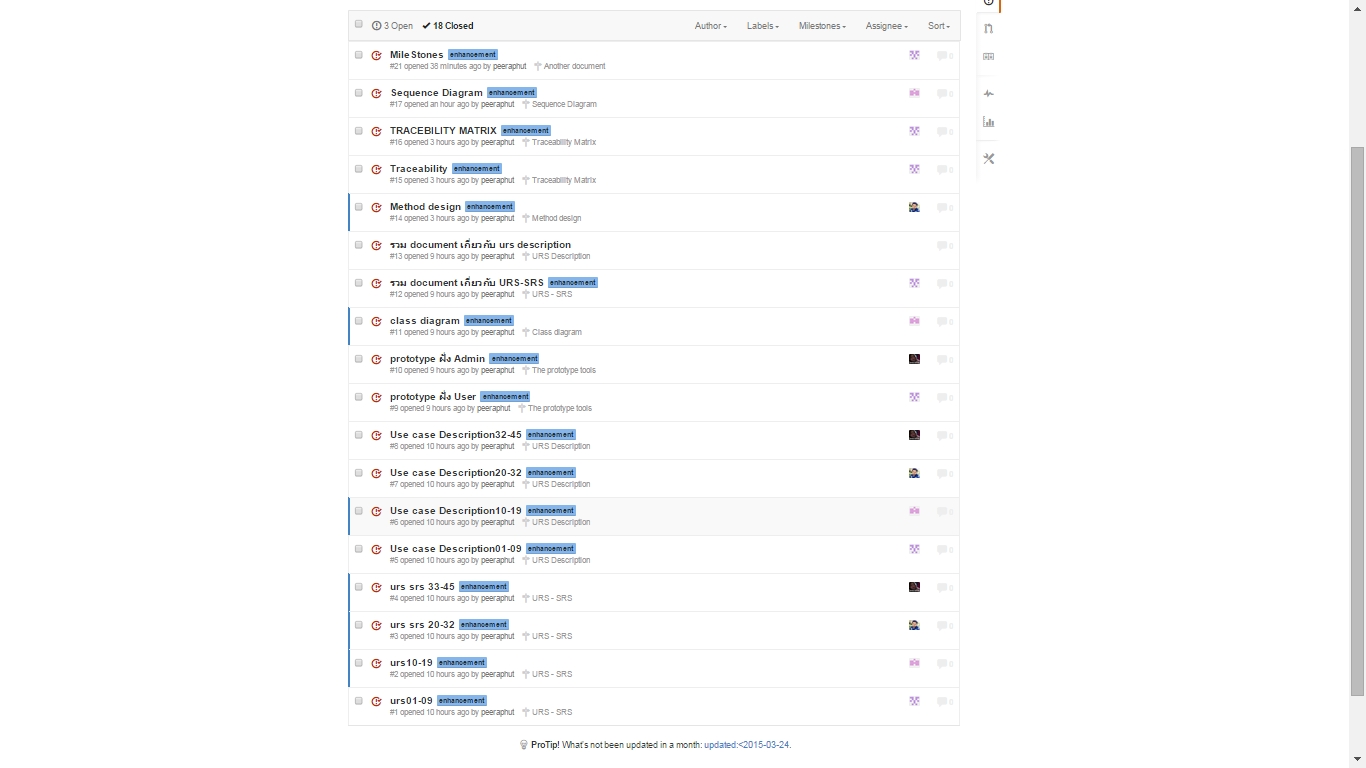 3 Open 18 Closed Author Labels Milestones Assignee Sort
MileStones enhancement
#21 opened 38 minutes ago by peeraphut Another document
0
Sequence Diagram enhancement
#17 opened an hour ago by peeraphut Sequence Diagram
0
TRACEBILITY MATRIX enhancement
#16 opened 3 hours ago by peeraphut Traceability Matrix
0
Traceability enhancement
#15 opened 3 hours ago by peeraphut Traceability Matrix
0
Method design enhancement
#14 opened 3 hours ago by peeraphut Method design
0
รวม document เกี่ยวกับ urs description
#13 opened 9 hours ago by peeraphut URS Description
0
รวม document เกี่ยวกับ URS-SRS enhancement
#12 opened 9 hours ago by peeraphut URS - SRS
0
class diagram enhancement
#11 opened 9 hours ago by peeraphut Class diagram
0
prototype ฝั่ง Admin enhancement
#10 opened 9 hours ago by peeraphut The prototype tools
0
prototype ฝั่ง User enhancement
#9 opened 9 hours ago by peeraphut The prototype tools
0
Use case Description32-45 enhancement
#8 opened 10 hours ago by peeraphut URS Description
0
Use case Description20-32 enhancement
#7 opened 10 hours ago by peeraphut URS Description
0
Use case Description10-19 enhancement
#6 opened 10 hours ago by peeraphut URS Description
0
Use case Description01-09 enhancement
#5 opened 10 hours ago by peeraphut URS Description
0
urs srs 33-45 enhancement
#4 opened 10 hours ago by peeraphut URS - SRS
0
urs srs 20-32 enhancement
#3 opened 10 hours ago by peeraphut URS - SRS
0
urs10-19 enhancement
#2 opened 10 hours ago by peeraphut URS - SRS
0
urs01-09 enhancement
#1 opened 10 hours ago by peeraphut URS - SRS
0
ProTip! What's not been updated in a month: updated:<2015-03-24.